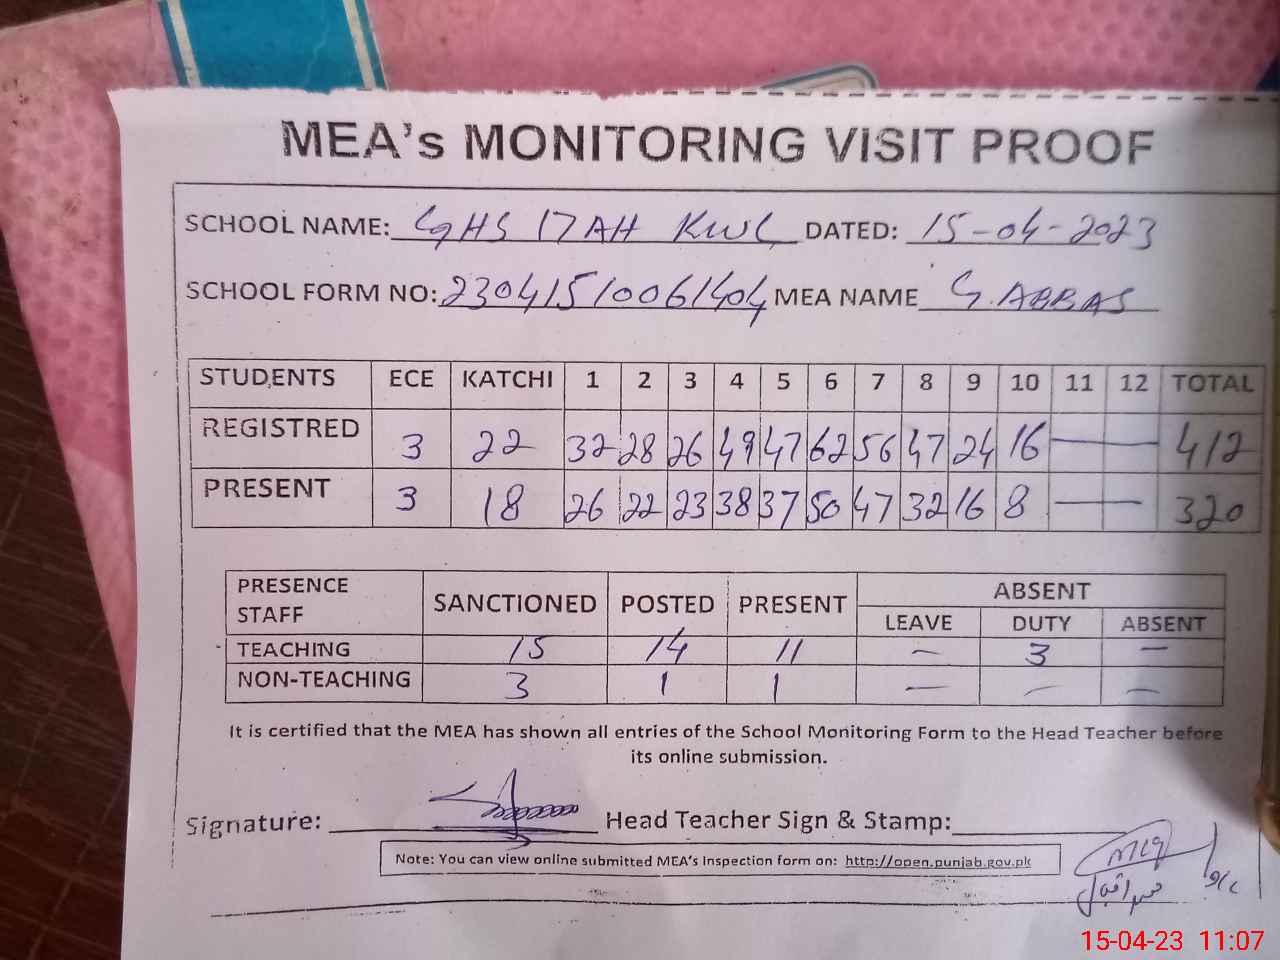 MEA's MONITORING VISIT PROOF
SCHOOL NAME: GGHS 17AH KWL DATED: 15-04-2023
SCHOOL FORM NO: 23041510061404 MEA NAME G. ABBAS
STUDENTS ECE KATCHI 1 2 3 4 5 6 7 8 9 10 11 12 TOTAL
REGISTRED 3 22 32 28 26 49 47 62 56 47 24 16 — — 412
PRESENT 3 18 26 22 23 38 37 50 47 32 16 8 — — 320
PRESENCE STAFF SANCTIONED POSTED PRESENT ABSENT
LEAVE DUTY ABSENT
TEACHING 15 14 11 — 3 —
NON-TEACHING 3 1 1 — — —
It is certified that the MEA has shown all entries of the School Monitoring Form to the Head Teacher before
its online submission.
Signature: Head Teacher Sign & Stamp:
Note: You can view online submitted MEA's Inspection form on: http://open.punjab.gov.pk
15-04-23 11:07